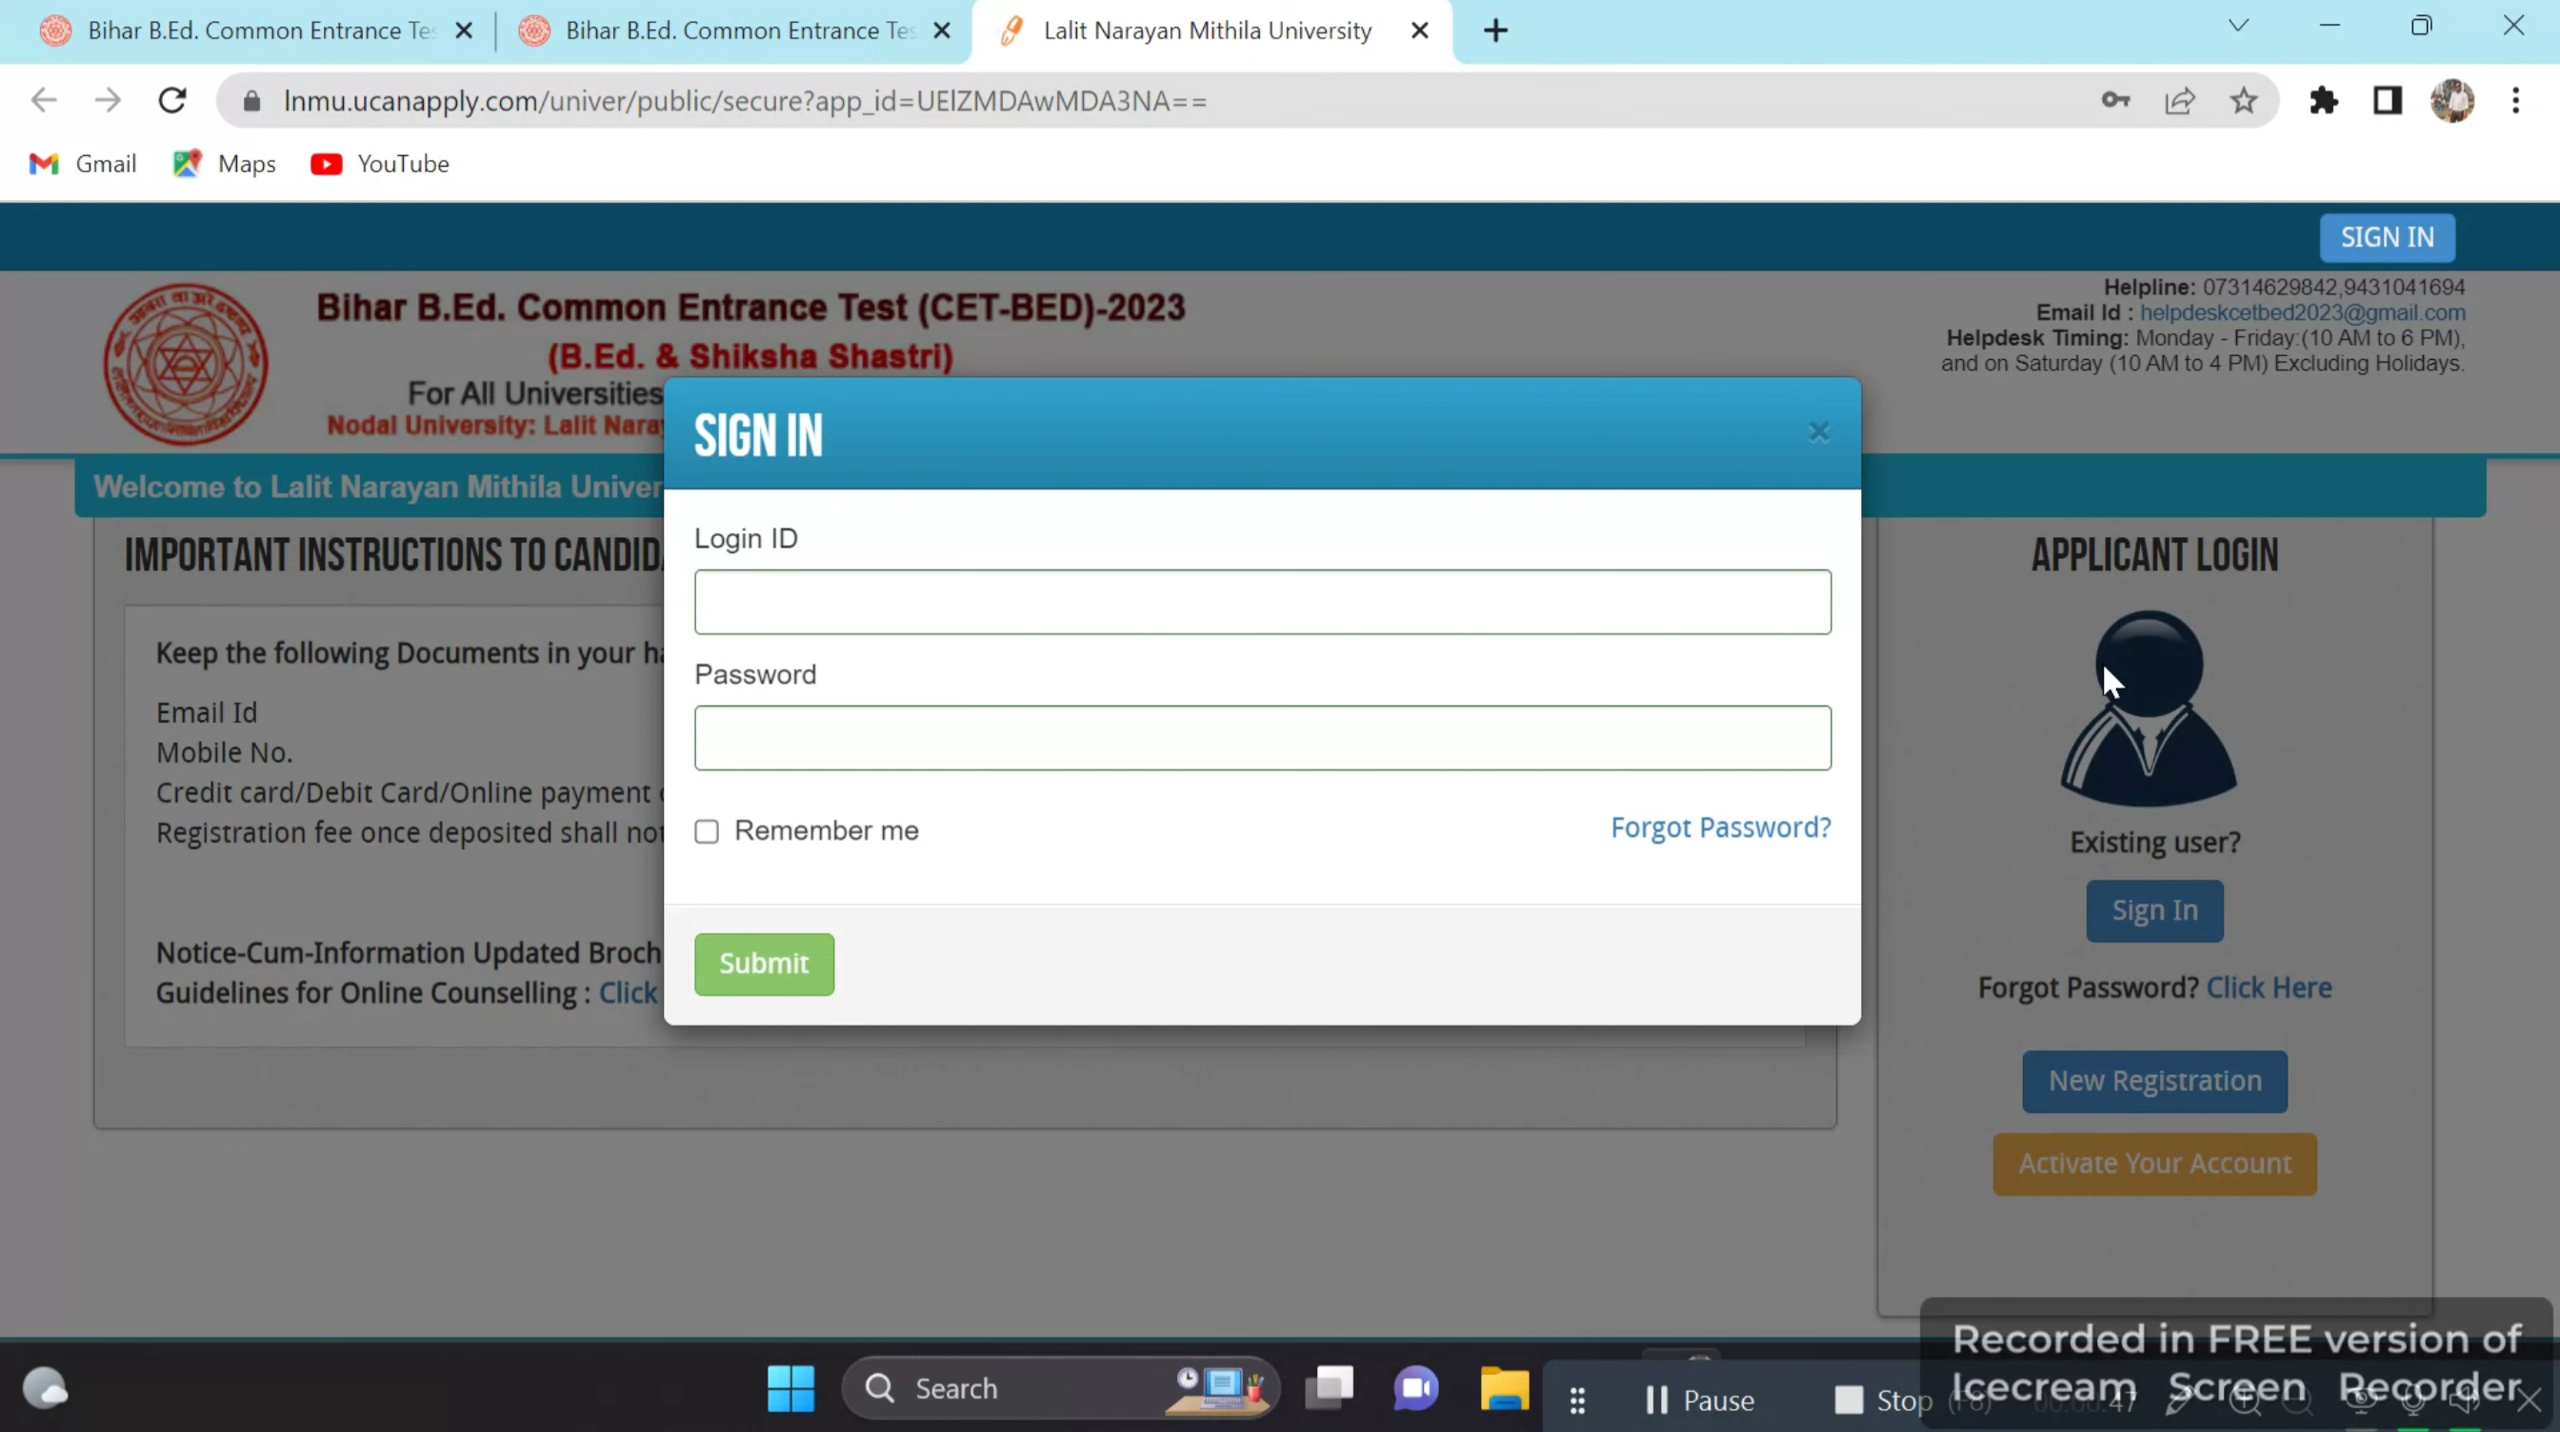 Bihar B.Ed. Common Entrance Te
Bihar B.Ed. Common Entrance Tes
Lalit Narayan Mithila University
lnmu.ucanapply.com/univer/public/secure?app_id=UElZMDAwMDA3NA==
Gmail
Maps
YouTube
SIGN IN
Bihar B.Ed. Common Entrance Test (CET-BED)-2023
(B.Ed. & Shiksha Shastri)
For All Universities
Nodal University: Lalit Nara
Helpline: 07314629842,9431041694
Email Id : helpdeskcetbed2023@gmail.com
Helpdesk Timing: Monday - Friday:(10 AM to 6 PM),
and on Saturday (10 AM to 4 PM) Excluding Holidays.
Welcome to Lalit Narayan Mithila Univer
IMPORTANT INSTRUCTIONS TO CANDID
Keep the following Documents in your ha
Email Id
Mobile No.
Credit card/Debit Card/Online payment
Registration fee once deposited shall not
Notice-Cum-Information Updated Broch
Guidelines for Online Counselling : Click
SIGN IN
×
Login ID
Password
Remember me
Forgot Password?
Submit
APPLICANT LOGIN
Existing user?
Sign In
Forgot Password? Click Here
New Registration
Activate Your Account
Search
Pause
Stop (F8)
Recorded in FREE version of
Icecream Screen Recorder